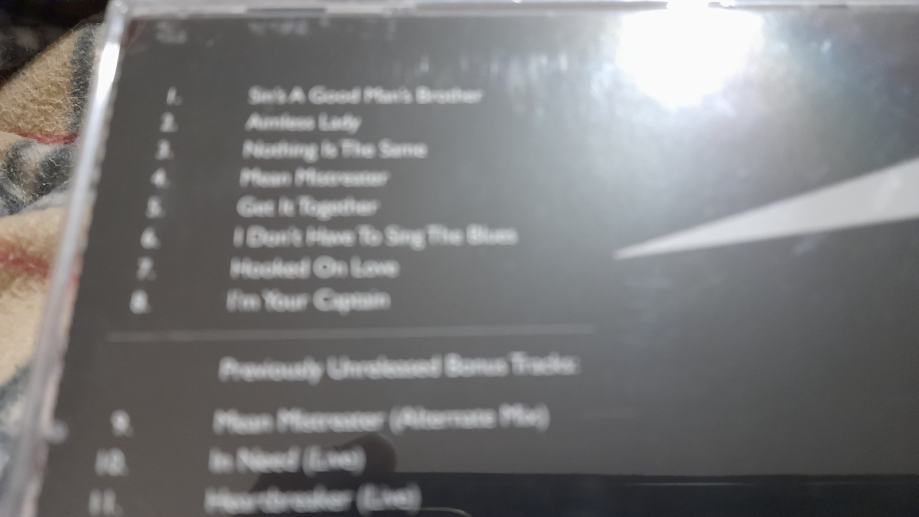 1. Sin's A Good Man's Brother
2. Aimless Lady
3. Nothing Is The Same
4. Mean Mistreater
5. Get It Together
6. I Don't Have To Sing The Blues
7. Hooked On Love
8. I'm Your Captain
Previously Unreleased Bonus Tracks:
9. Mean Mistreater (Alternate Mix)
10. In Need (Live)
11. Heartbreaker (Live)